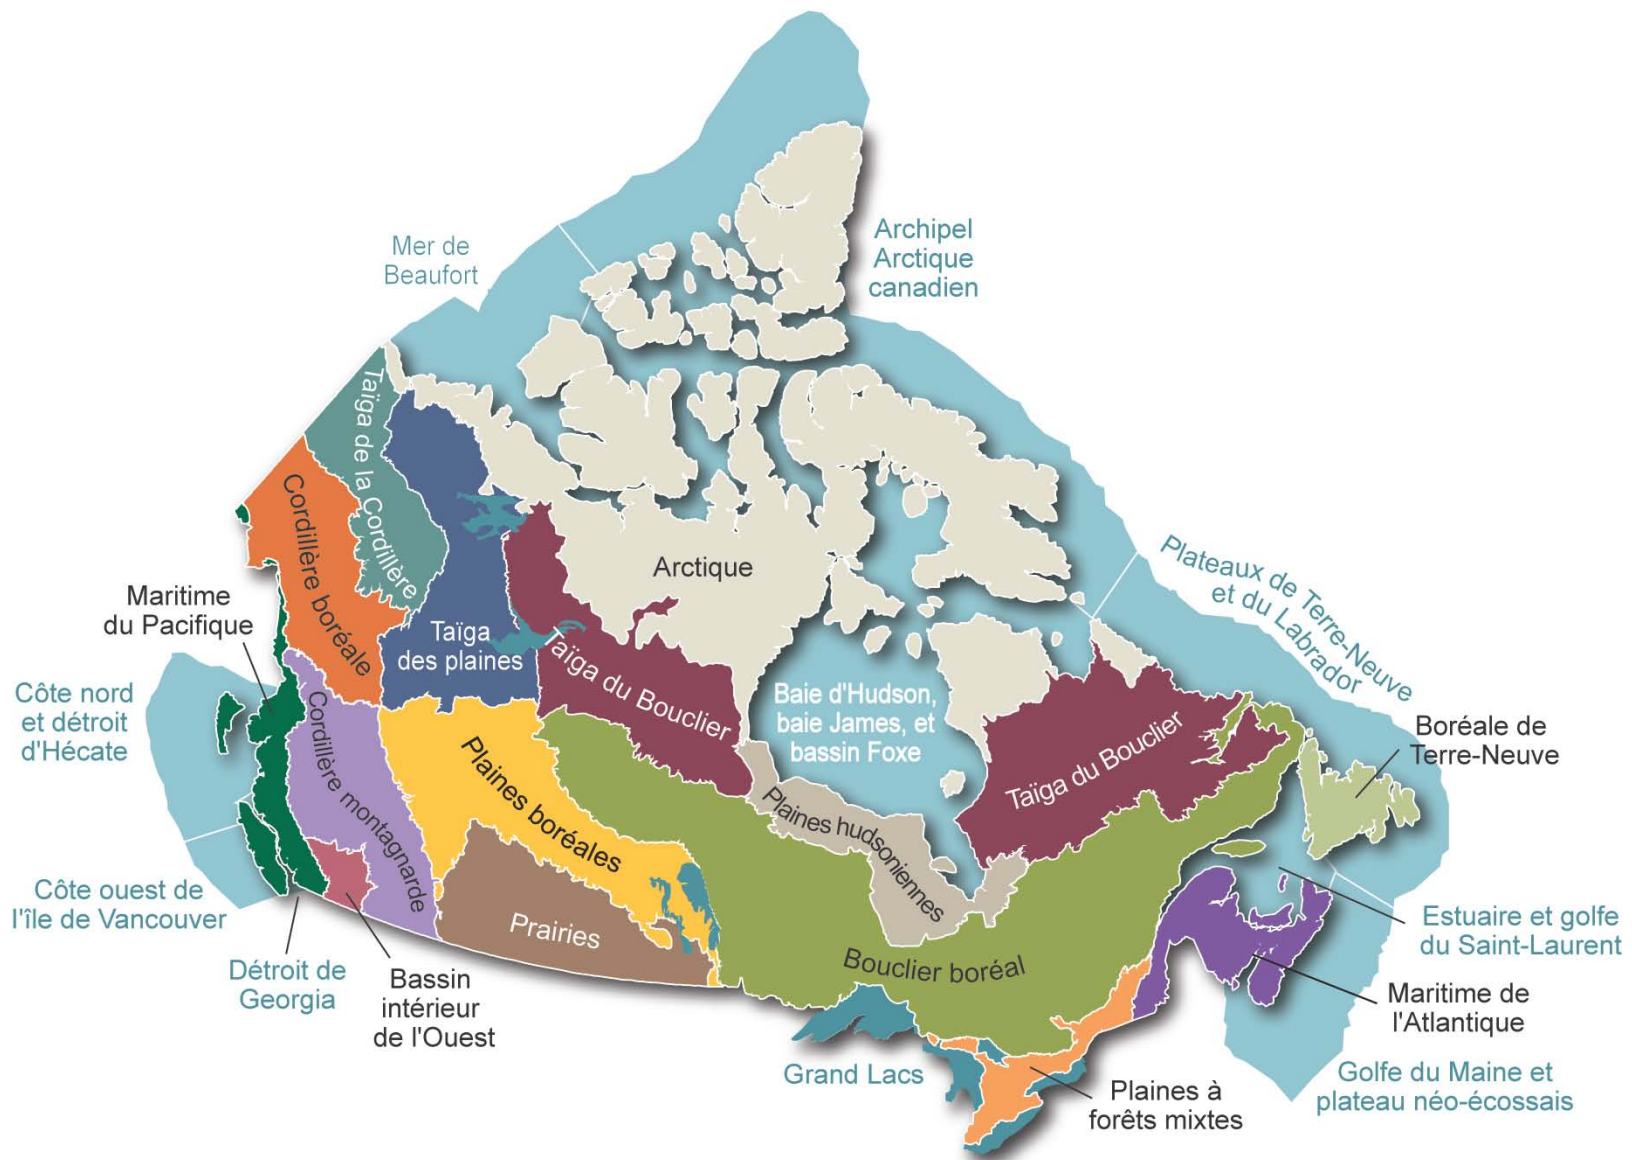 Archipel
Arctique
canadien
Mer de
Beaufort
Taïga de la Cordillère
Cordillère boréale
Arctique
Plateaux de Terre-Neuve
et du Labrador
Maritime
du Pacifique
Taïga
des plaines
Taïga du Bouclier
Baie d'Hudson,
baie James, et
bassin Foxe
Taïga du Bouclier
Côte nord
et détroit
d'Hécate
Boréale de
Terre-Neuve
Cordillère montagnarde
Plaines boréales
Plaines hudsoniennes
Côte ouest de
l'île de Vancouver
Prairies
Estuaire et golfe
du Saint-Laurent
Bouclier boréal
Détroit de
Georgia
Bassin
intérieur
de l'Ouest
Maritime de
l'Atlantique
Grand Lacs
Plaines à
forêts mixtes
Golfe du Maine et
plateau néo-écossais